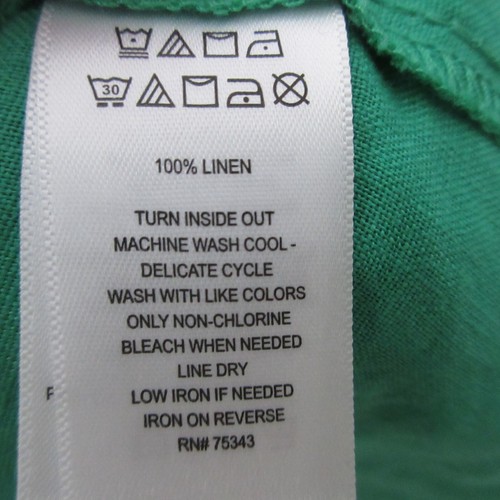 30
100% LINEN
TURN INSIDE OUT
MACHINE WASH COOL -
DELICATE CYCLE
WASH WITH LIKE COLORS
ONLY NON-CHLORINE
BLEACH WHEN NEEDED
LINE DRY
LOW IRON IF NEEDED
IRON ON REVERSE
RN# 75343